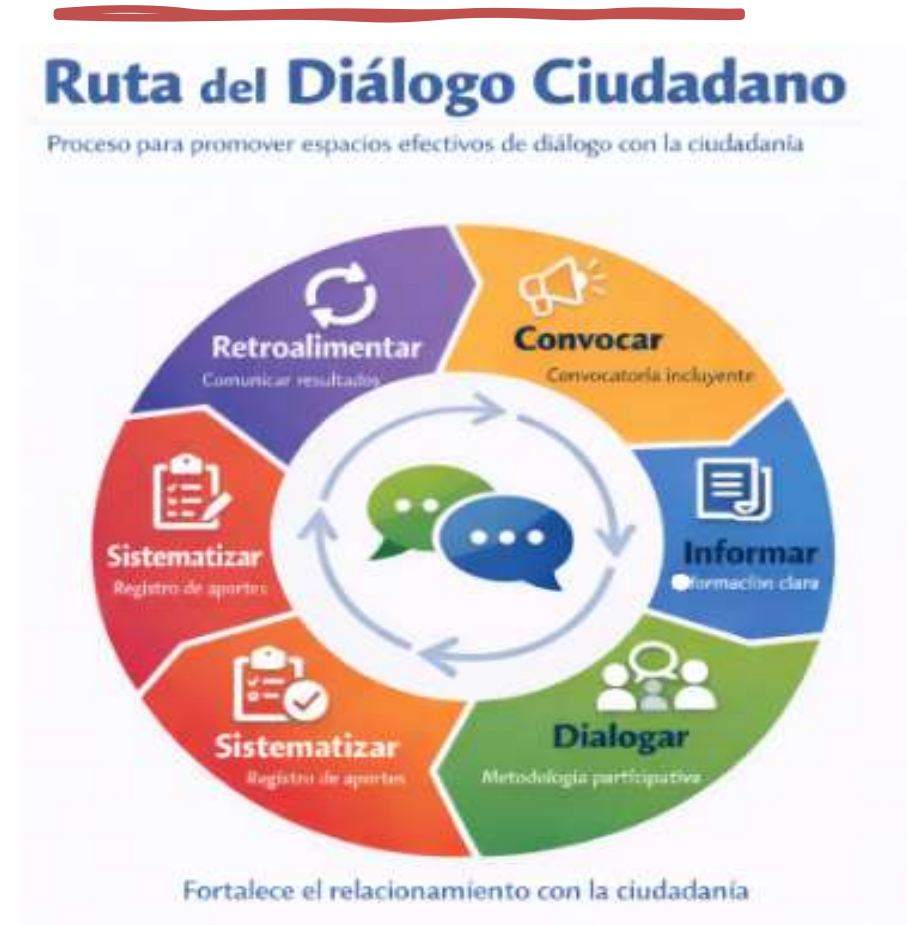 Ruta del Diálogo Ciudadano
Proceso para promover espacios efectivos de diálogo con la ciudadanía
Convocar
Convocatoria incluyente
Informar
formación clara
Dialogar
Metodología participativa
Sistematizar
Registro de aportes
Sistematizar
Registro de aportes
Retroalimentar
Comunicar resultados
Fortalece el relacionamiento con la ciudadanía